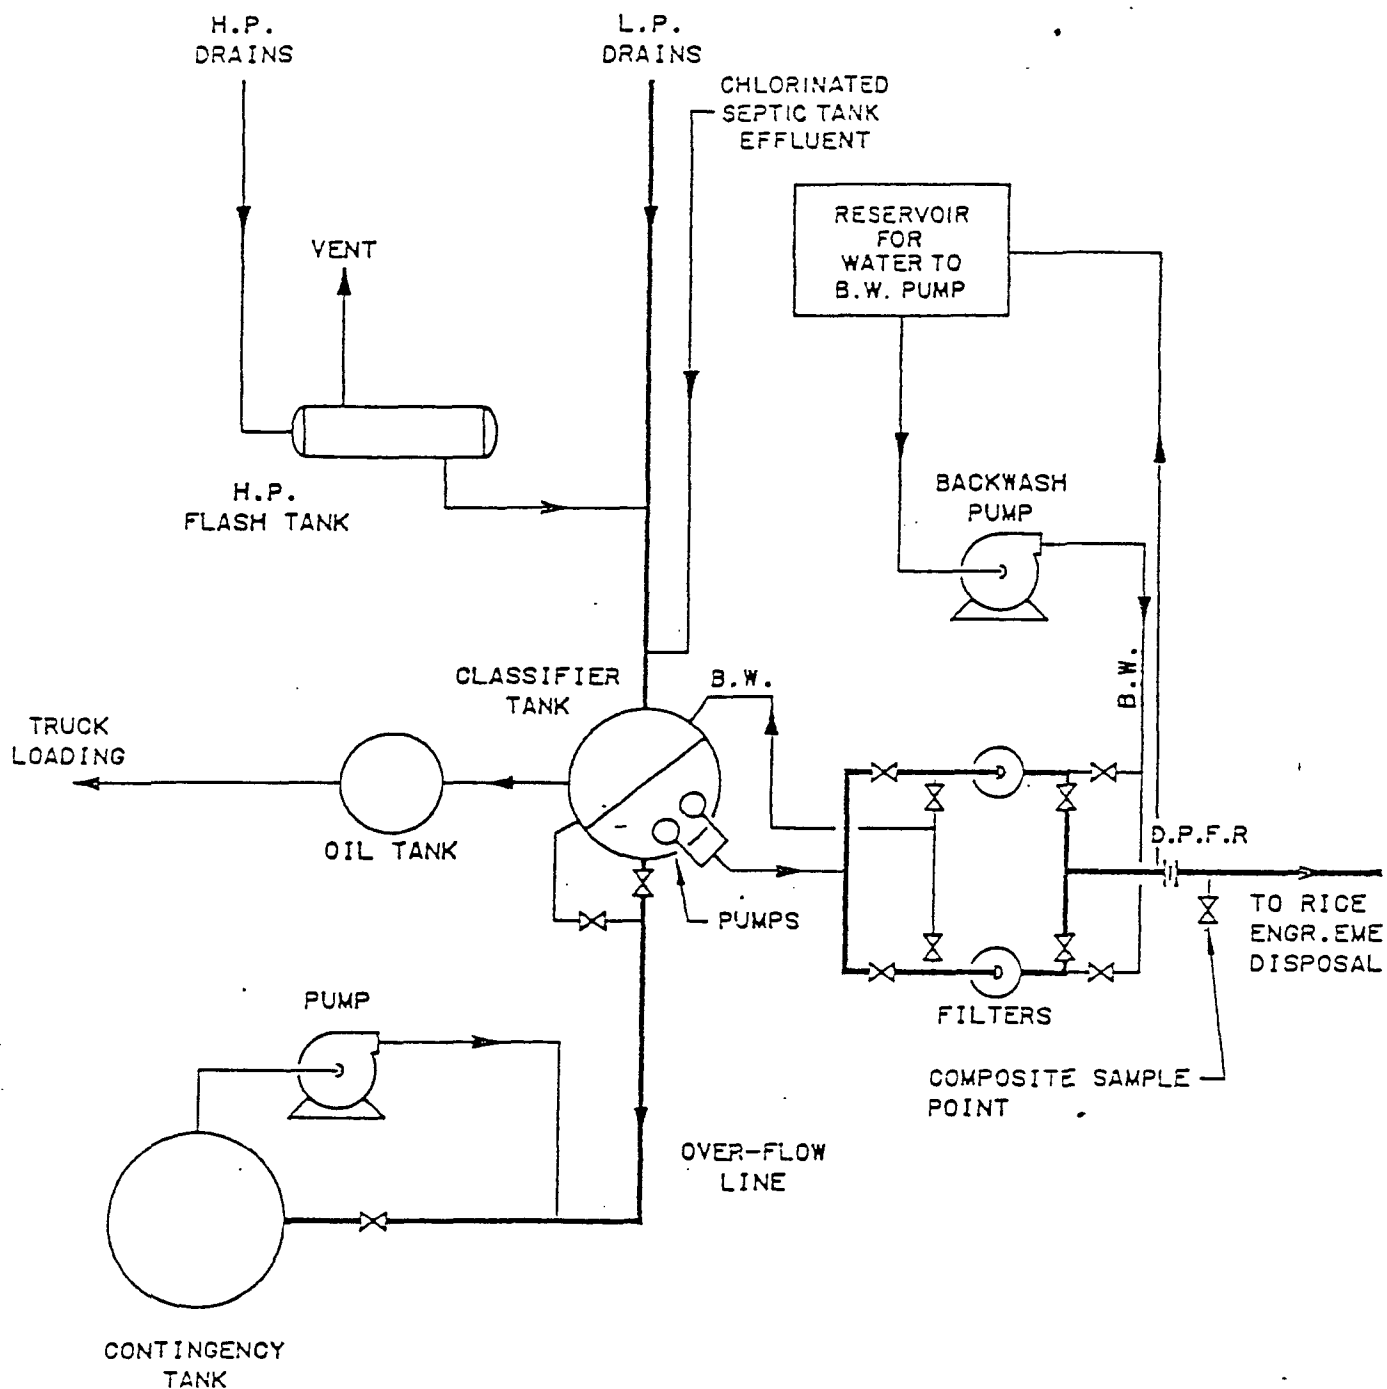 H.P.
DRAINS
L.P.
DRAINS
CHLORINATED
SEPTIC TANK
EFFLUENT
RESERVOIR
FOR
WATER TO
B.W. PUMP
VENT
H.P.
FLASH TANK
BACKWASH
PUMP
CLASSIFIER
TANK
B.W.
B.W.
TRUCK
LOADING
OIL TANK
D.P.F.R
PUMPS
TO RICE
ENGR.EME
DISPOSAL
PUMP
FILTERS
COMPOSITE SAMPLE
POINT
OVER-FLOW
LINE
CONTINGENCY
TANK